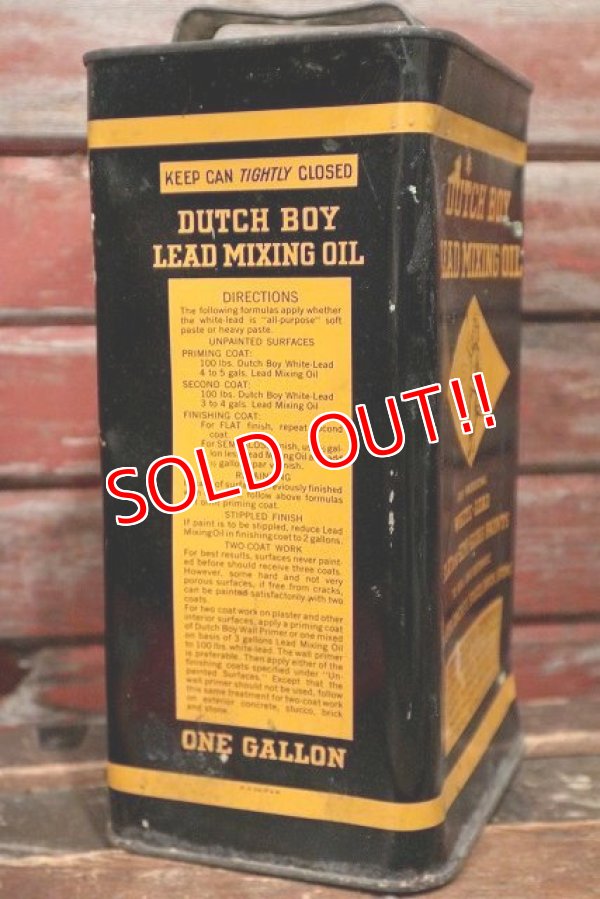 KEEP CAN TIGHTLY CLOSED
DUTCH BOY
LEAD MIXING OIL
DIRECTIONS
The following formulas apply whether
the white-lead is "all-purpose" soft
paste or heavy paste.
UNPAINTED SURFACES
PRIMING COAT:
100 lbs. Dutch Boy White-Lead
4 to 5 gals. Lead Mixing Oil
SECOND COAT:
100 lbs. Dutch Boy White-Lead
3 to 4 gals. Lead Mixing Oil
FINISHING COAT:
For FLAT finish, repeat second
coat.
For
Lead Mixing Oil
follow above formulas
priming coat.
STIPPLED FINISH
If paint is to be stippled, reduce Lead
Mixing Oil in finishing coat to 2 gallons.
TWO-COAT WORK
For best results, surfaces never paint-
ed before should receive three coats.
However, some hard and not very
porous surfaces, if free from cracks,
can be painted satisfactorily with two
coats.
For two coat work on plaster and other
interior surfaces, apply a priming coat
of Dutch Boy Wall Primer or one mixed
on basis of 3 gallons Lead Mixing Oil
to 100 lbs. white-lead. The wall primer
is preferable. Then apply either of the
finishing coats specified under "Un-
painted Surfaces." Except that the
wall primer should not be used, follow
this same treatment for two-coat work
on exterior concrete, stucco, brick
and stone.
ONE GALLON
DUTCH BOY
LEAD MIXING OIL
SOLD OUT!!